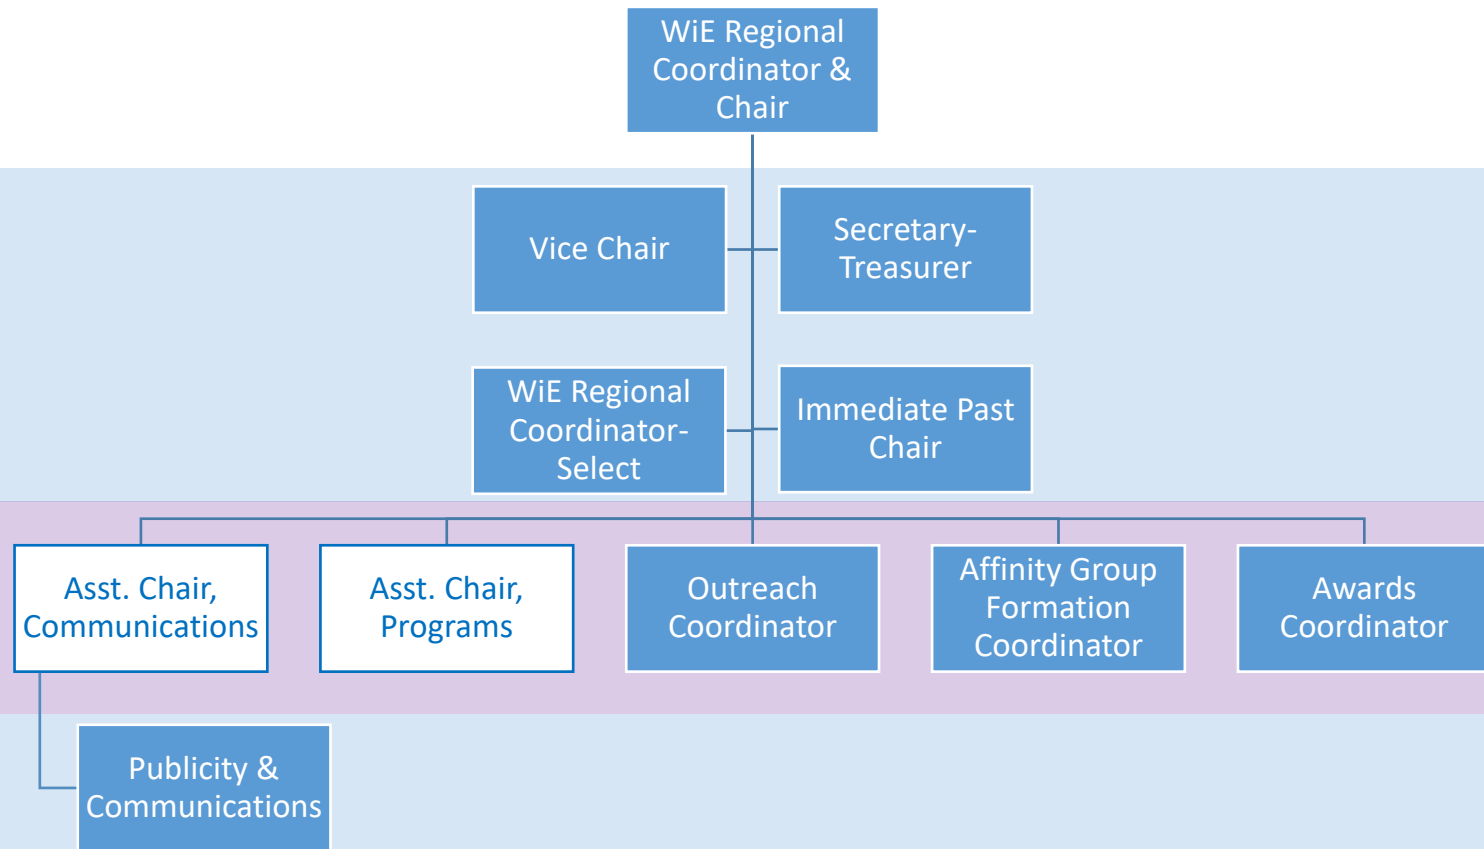 WiE Regional
Coordinator &
Chair
Vice Chair
Secretary-
Treasurer
WiE Regional
Coordinator-
Select
Immediate Past
Chair
Asst. Chair,
Communications
Asst. Chair,
Programs
Outreach
Coordinator
Affinity Group
Formation
Coordinator
Awards
Coordinator
Publicity &
Communications